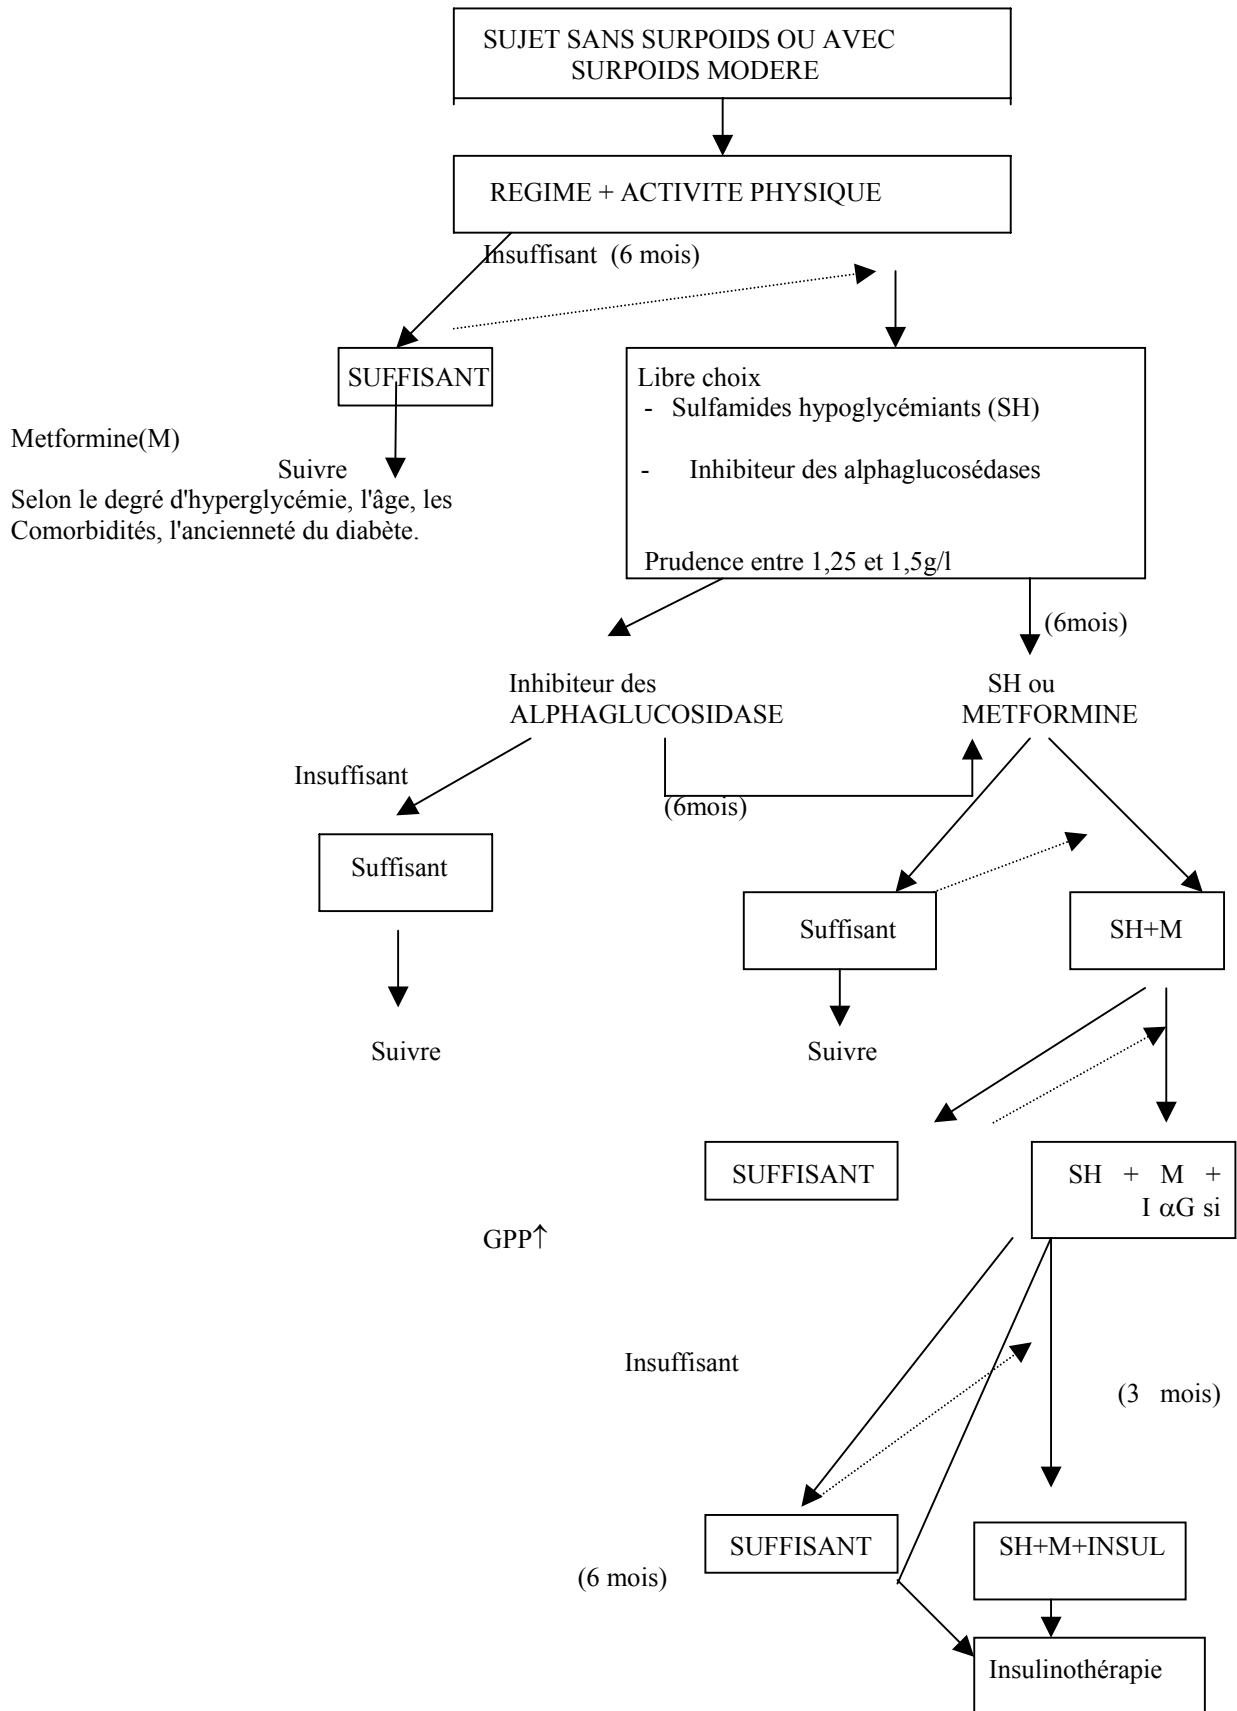 SUJET SANS SURPOIDS OU AVEC
SURPOIDS MODERE
REGIME + ACTIVITE PHYSIQUE
Insuffisant (6 mois)
SUFFISANT
Libre choix
- Sulfamides hypoglycémiants (SH)
Metformine(M)
Suivre
- Inhibiteur des alphaglucosédases
Selon le degré d'hyperglycémie, l'âge, les
Comorbidités, l'ancienneté du diabète.
Prudence entre 1,25 et 1,5g/l
(6mois)
Inhibiteur des
ALPHAGLUCOSIDASE
SH ou
METFORMINE
Insuffisant
(6mois)
Suffisant
Suffisant
SH+M
Suivre
Suivre
SUFFISANT
SH + M +
I αG si
GPP↑
Insuffisant
(3 mois)
SUFFISANT
SH+M+INSUL
(6 mois)
Insulinothérapie